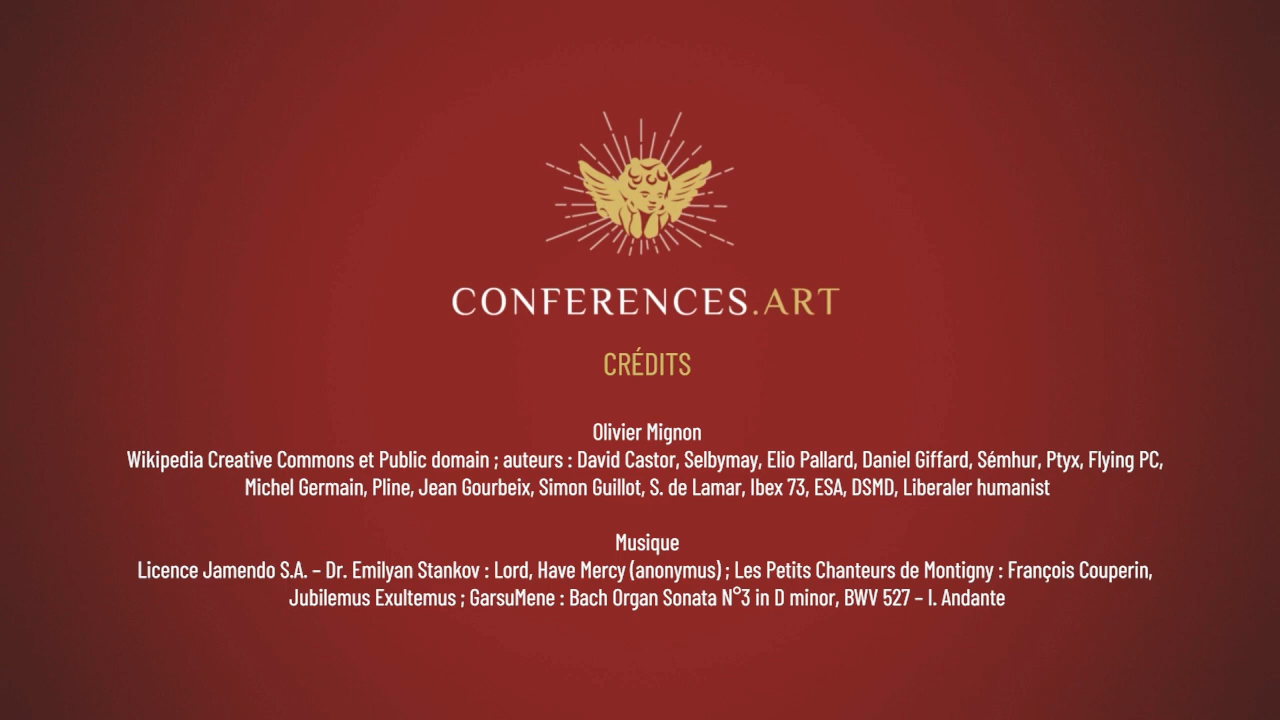 CONFERENCES.ART
CRÉDITS
Olivier Mignon
Wikipedia Creative Commons et Public domain ; auteurs : David Castor, Selbymay, Elio Pallard, Daniel Giffard, Sémhur, Ptyx, Flying PC,
Michel Germain, Pline, Jean Gourbeix, Simon Guillot, S. de Lamar, Ibex 73, ESA, DSMD, Liberaler humanist
Musique
Licence Jamendo S.A. – Dr. Emilyan Stankov : Lord, Have Mercy (anonymus) ; Les Petits Chanteurs de Montigny : François Couperin,
Jubilemus Exultemus ; GarsuMene : Bach Organ Sonata N°3 in D minor, BWV 527 – I. Andante